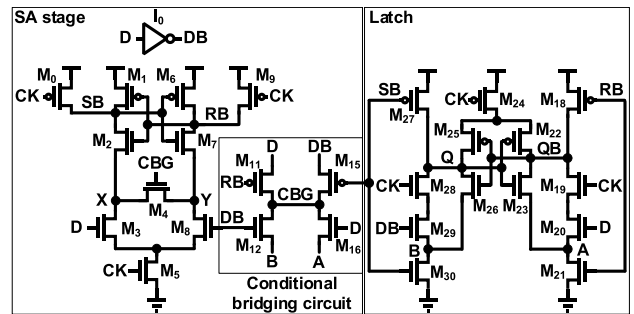 SA stage
I0
D
DB
Latch
M0
M1
M6
M9
CK
SB
RB
CK
M2
M7
CBG
X
Y
M4
D
M3
M8
DB
CK
M5
D
DB
M11
M15
RB
CBG
M12
M16
D
B
A
Conditional
bridging circuit
SB
M27
CK
M24
M18
RB
M25
M22
Q
QB
CK
M28
M26
M23
M19
CK
DB
M29
M20
D
B
A
M30
M21